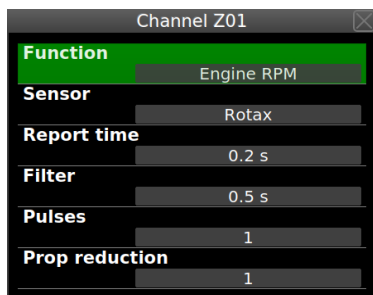 Channel Z01
Function
Engine RPM
Sensor
Rotax
Report time
0.2 s
Filter
0.5 s
Pulses
1
Prop reduction
1